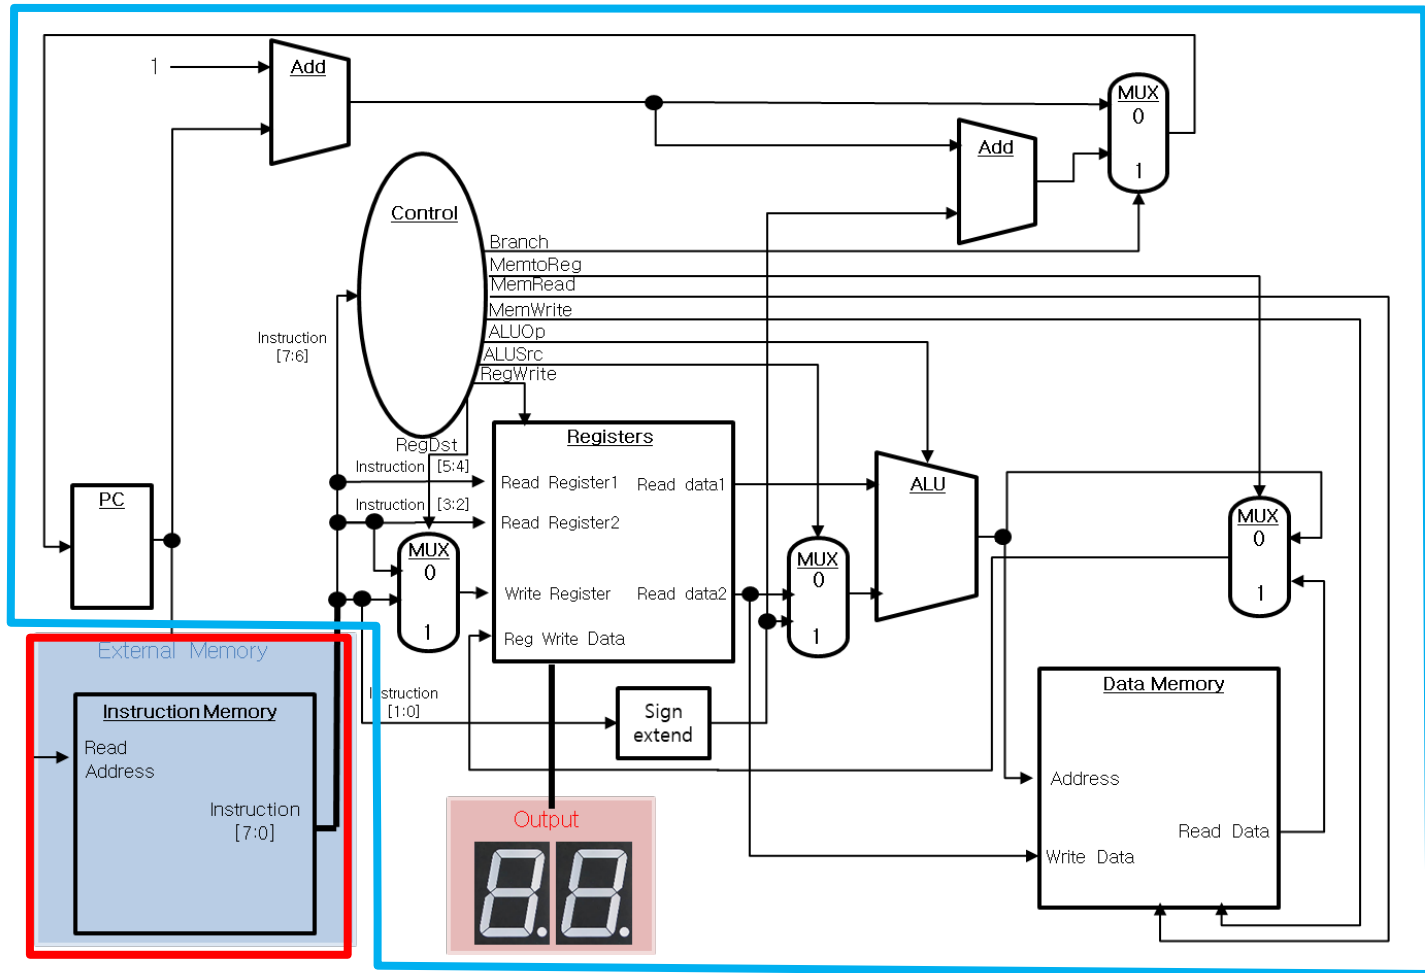 1
Add
MUX
0
1
Add
Control
Branch
MemtoReg
MemRead
MemWrite
ALUOp
ALUSrc
RegWrite
Instruction
[7:6]
RegDst
Instruction [5:4]
Instruction [3:2]
Registers
Read Register1
Read data1
Read Register2
Write Register
Read data2
Reg Write Data
PC
MUX
0
1
MUX
0
1
ALU
MUX
0
1
External Memory
Instruction Memory
Read
Address
Instruction
[7:0]
Instruction
[1:0]
Sign
extend
Data Memory
Address
Read Data
Write Data
Output
8.8.